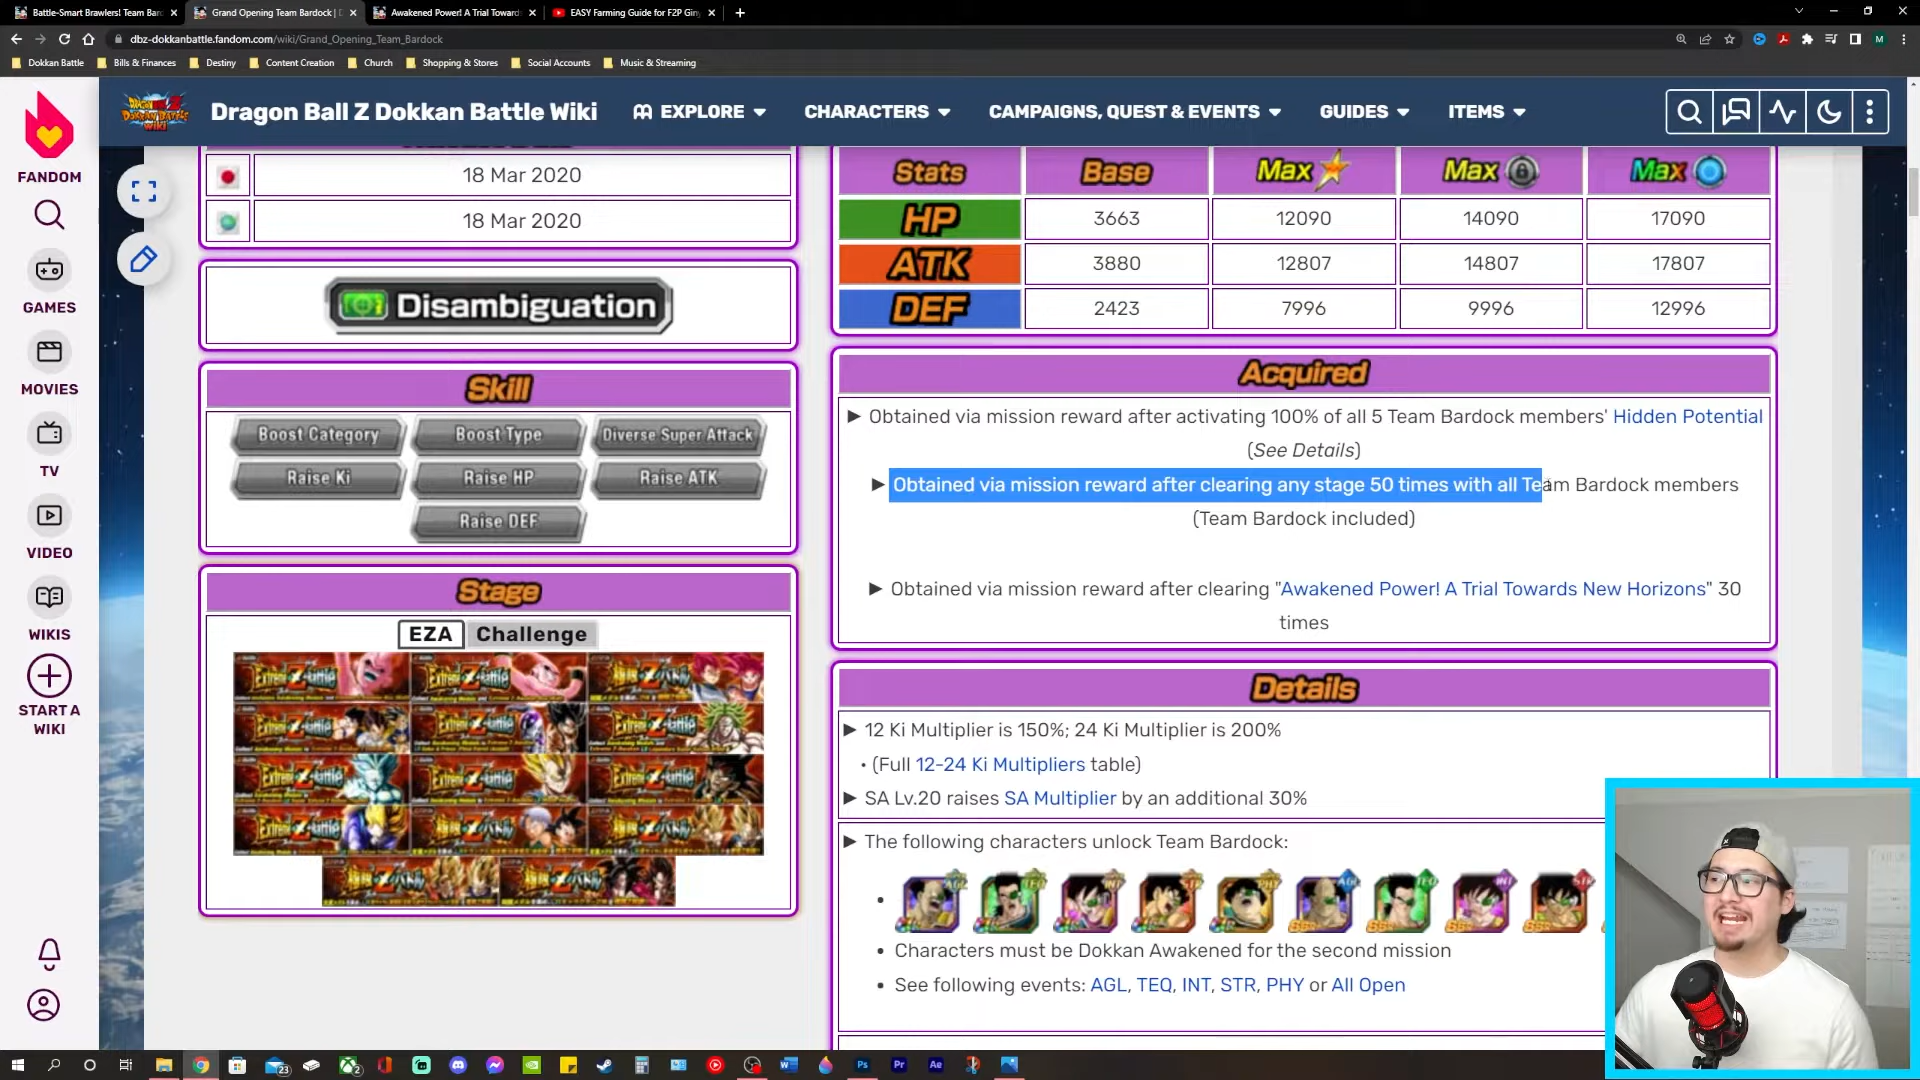 Battle-Smart Brawlers! Team Bar
Grand Opening Team Bardock | D
Awakened Power! A Trial Toward
EASY Farming Guide for F2P Gin
dbz-dokkanbattle.fandom.com/wiki/Grand_Opening_Team_Bardock
Dokkan Battle
Bills & Finances
Destiny
Content Creation
Church
Shopping & Stores
Social Accounts
Music & Streaming
Dragon Ball Z Dokkan Battle Wiki
EXPLORE
CHARACTERS
CAMPAIGNS, QUEST & EVENTS
GUIDES
ITEMS
FANDOM
GAMES
MOVIES
TV
VIDEO
WIKIS
START A
WIKI
18 Mar 2020
18 Mar 2020
Disambiguation
Skill
Boost Category
Boost Type
Diverse Super Attack
Raise Ki
Raise HP
Raise ATK
Raise DEF
Stage
EZA
Challenge
Stats Base Max Max Max
HP 3663 12090 14090 17090
ATK 3880 12807 14807 17807
DEF 2423 7996 9996 12996
Acquired
► Obtained via mission reward after activating 100% of all 5 Team Bardock members' Hidden Potential
(See Details)
► Obtained via mission reward after clearing any stage 50 times with all Team Bardock members
(Team Bardock included)
► Obtained via mission reward after clearing "Awakened Power! A Trial Towards New Horizons" 30
times
Details
► 12 Ki Multiplier is 150%; 24 Ki Multiplier is 200%
• (Full 12-24 Ki Multipliers table)
► SA Lv.20 raises SA Multiplier by an additional 30%
► The following characters unlock Team Bardock:
• Characters must be Dokkan Awakened for the second mission
• See following events: AGL, TEQ, INT, STR, PHY or All Open